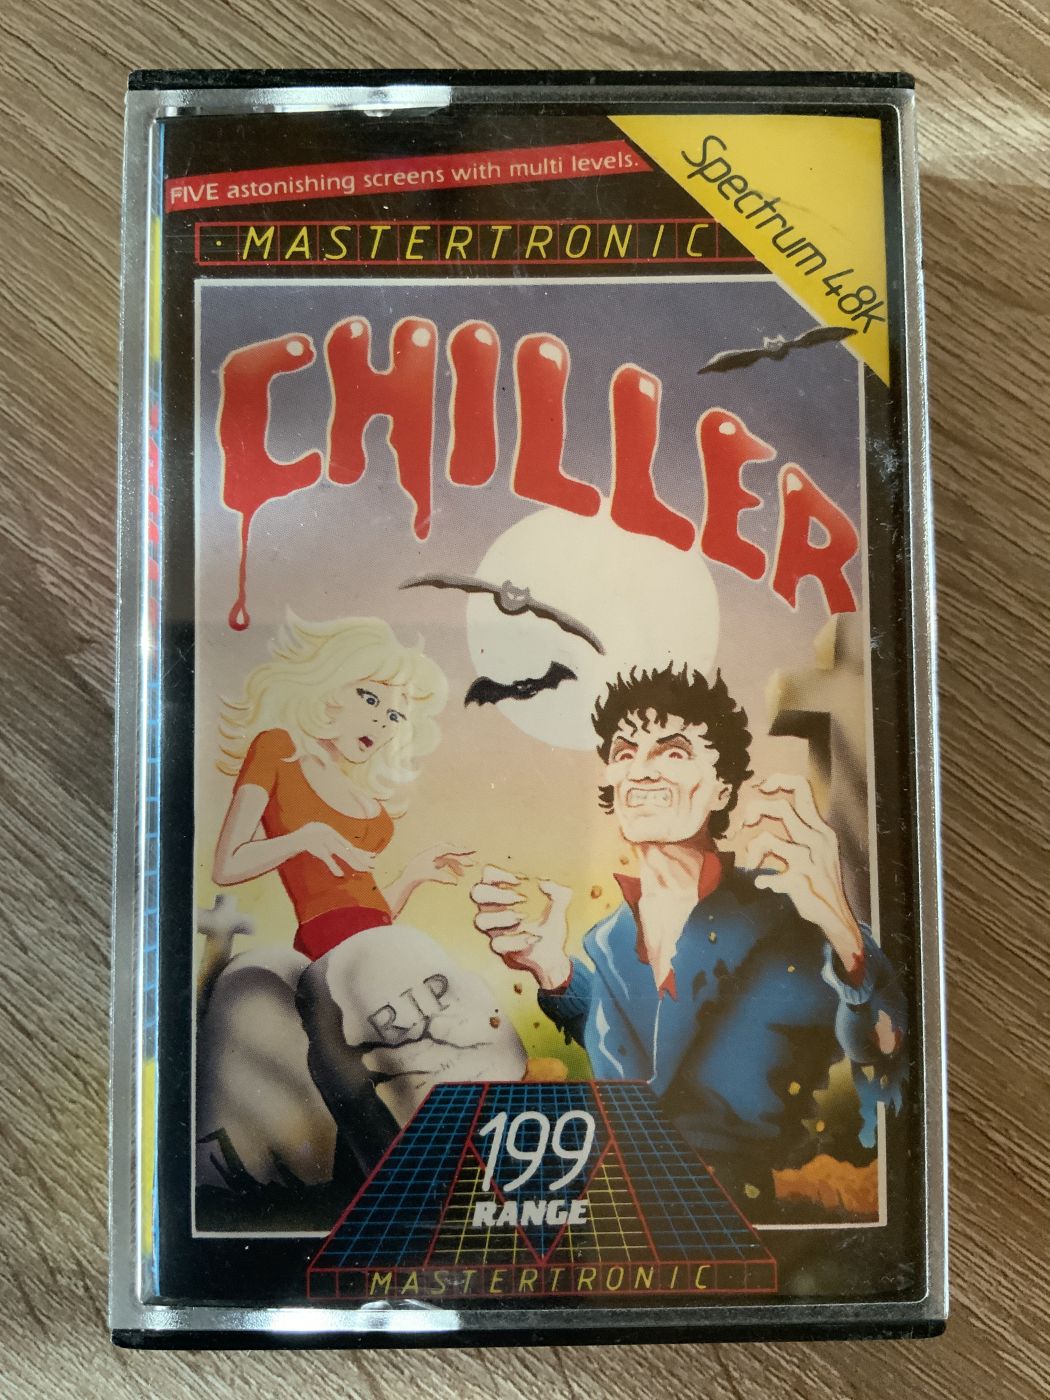 FIVE astonishing screens with multi levels.
Spectrum 48k
· MASTERTRONIC
CHILLER
R.I.P
199
RANGE
MASTERTRONIC